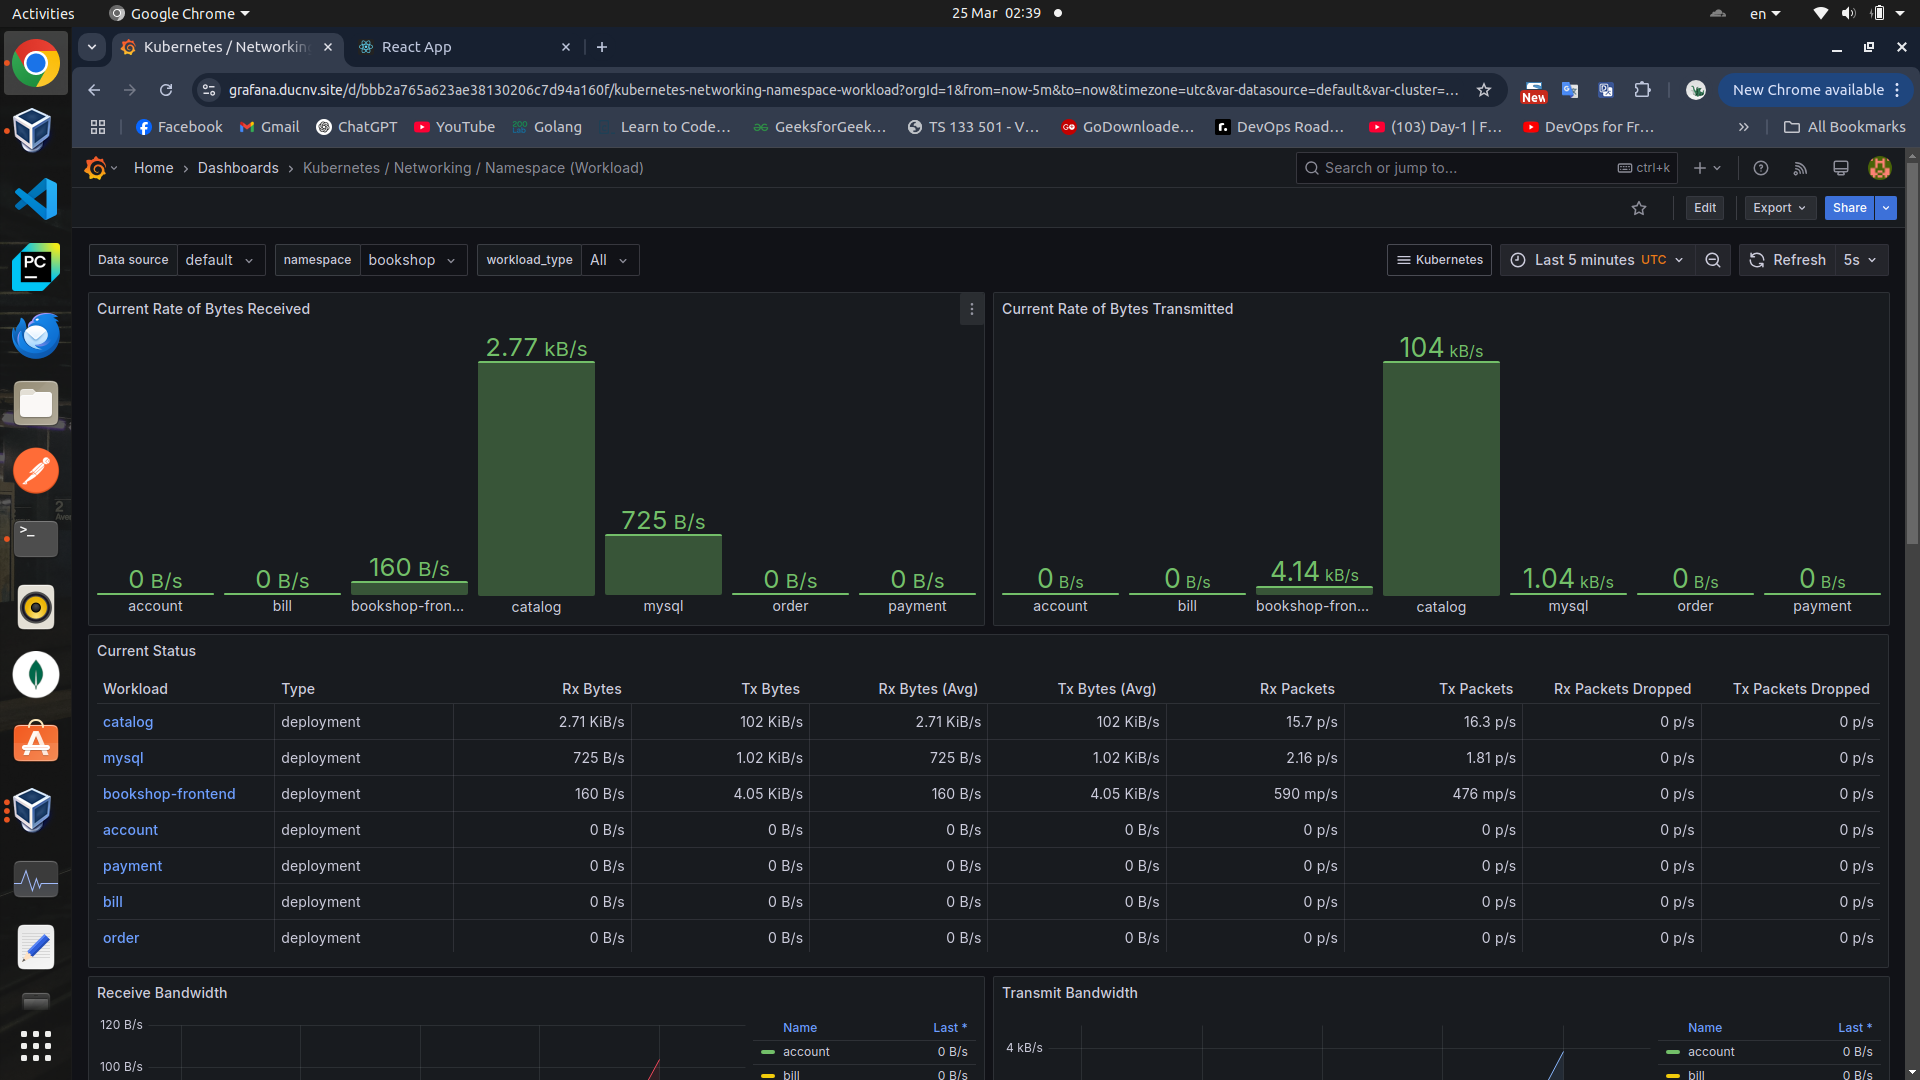 Activities
Google Chrome
25 Mar 02:39
en
Kubernetes / Networkin
React App
grafana.ducnv.site/d/bbb2a765a623ae38130206c7d94a160f/kubernetes-networking-namespace-workload?orgId=1&from=now-5m&to=now&timezone=utc&var-datasource=default&var-cluster=...
New
New Chrome available
Facebook
Gmail
ChatGPT
YouTube
Golang
Learn to Code...
GeeksforGeek...
TS 133 501 - V...
GoDownloade...
DevOps Road...
(103) Day-1 | F...
DevOps for Fr...
All Bookmarks
Home › Dashboards › Kubernetes / Networking / Namespace (Workload)
Search or jump to...
ctrl+k
Edit
Export
Share
Data source default
namespace bookshop
workload_type All
Kubernetes
Last 5 minutes UTC
Refresh 5s
Current Rate of Bytes Received
2.77 kB/s
725 B/s
160 B/s
0 B/s
0 B/s
0 B/s
0 B/s
account bill bookshop-fron... catalog mysql order payment
Current Rate of Bytes Transmitted
104 kB/s
0 B/s
0 B/s
4.14 kB/s
1.04 kB/s
0 B/s
0 B/s
account bill bookshop-fron... catalog mysql order payment
Current Status
Workload Type Rx Bytes Tx Bytes Rx Bytes (Avg) Tx Bytes (Avg) Rx Packets Tx Packets Rx Packets Dropped Tx Packets Dropped
catalog deployment 2.71 KiB/s 102 KiB/s 2.71 KiB/s 102 KiB/s 15.7 p/s 16.3 p/s 0 p/s 0 p/s
mysql deployment 725 B/s 1.02 KiB/s 725 B/s 1.02 KiB/s 2.16 p/s 1.81 p/s 0 p/s 0 p/s
bookshop-frontend deployment 160 B/s 4.05 KiB/s 160 B/s 4.05 KiB/s 590 mp/s 476 mp/s 0 p/s 0 p/s
account deployment 0 B/s 0 B/s 0 B/s 0 B/s 0 p/s 0 p/s 0 p/s 0 p/s
payment deployment 0 B/s 0 B/s 0 B/s 0 B/s 0 p/s 0 p/s 0 p/s 0 p/s
bill deployment 0 B/s 0 B/s 0 B/s 0 B/s 0 p/s 0 p/s 0 p/s 0 p/s
order deployment 0 B/s 0 B/s 0 B/s 0 B/s 0 p/s 0 p/s 0 p/s 0 p/s
Receive Bandwidth
120 B/s
100 B/s
Name Last *
account 0 B/s
bill 0 B/s
Transmit Bandwidth
4 kB/s
Name Last *
account 0 B/s
bill 0 B/s
PC